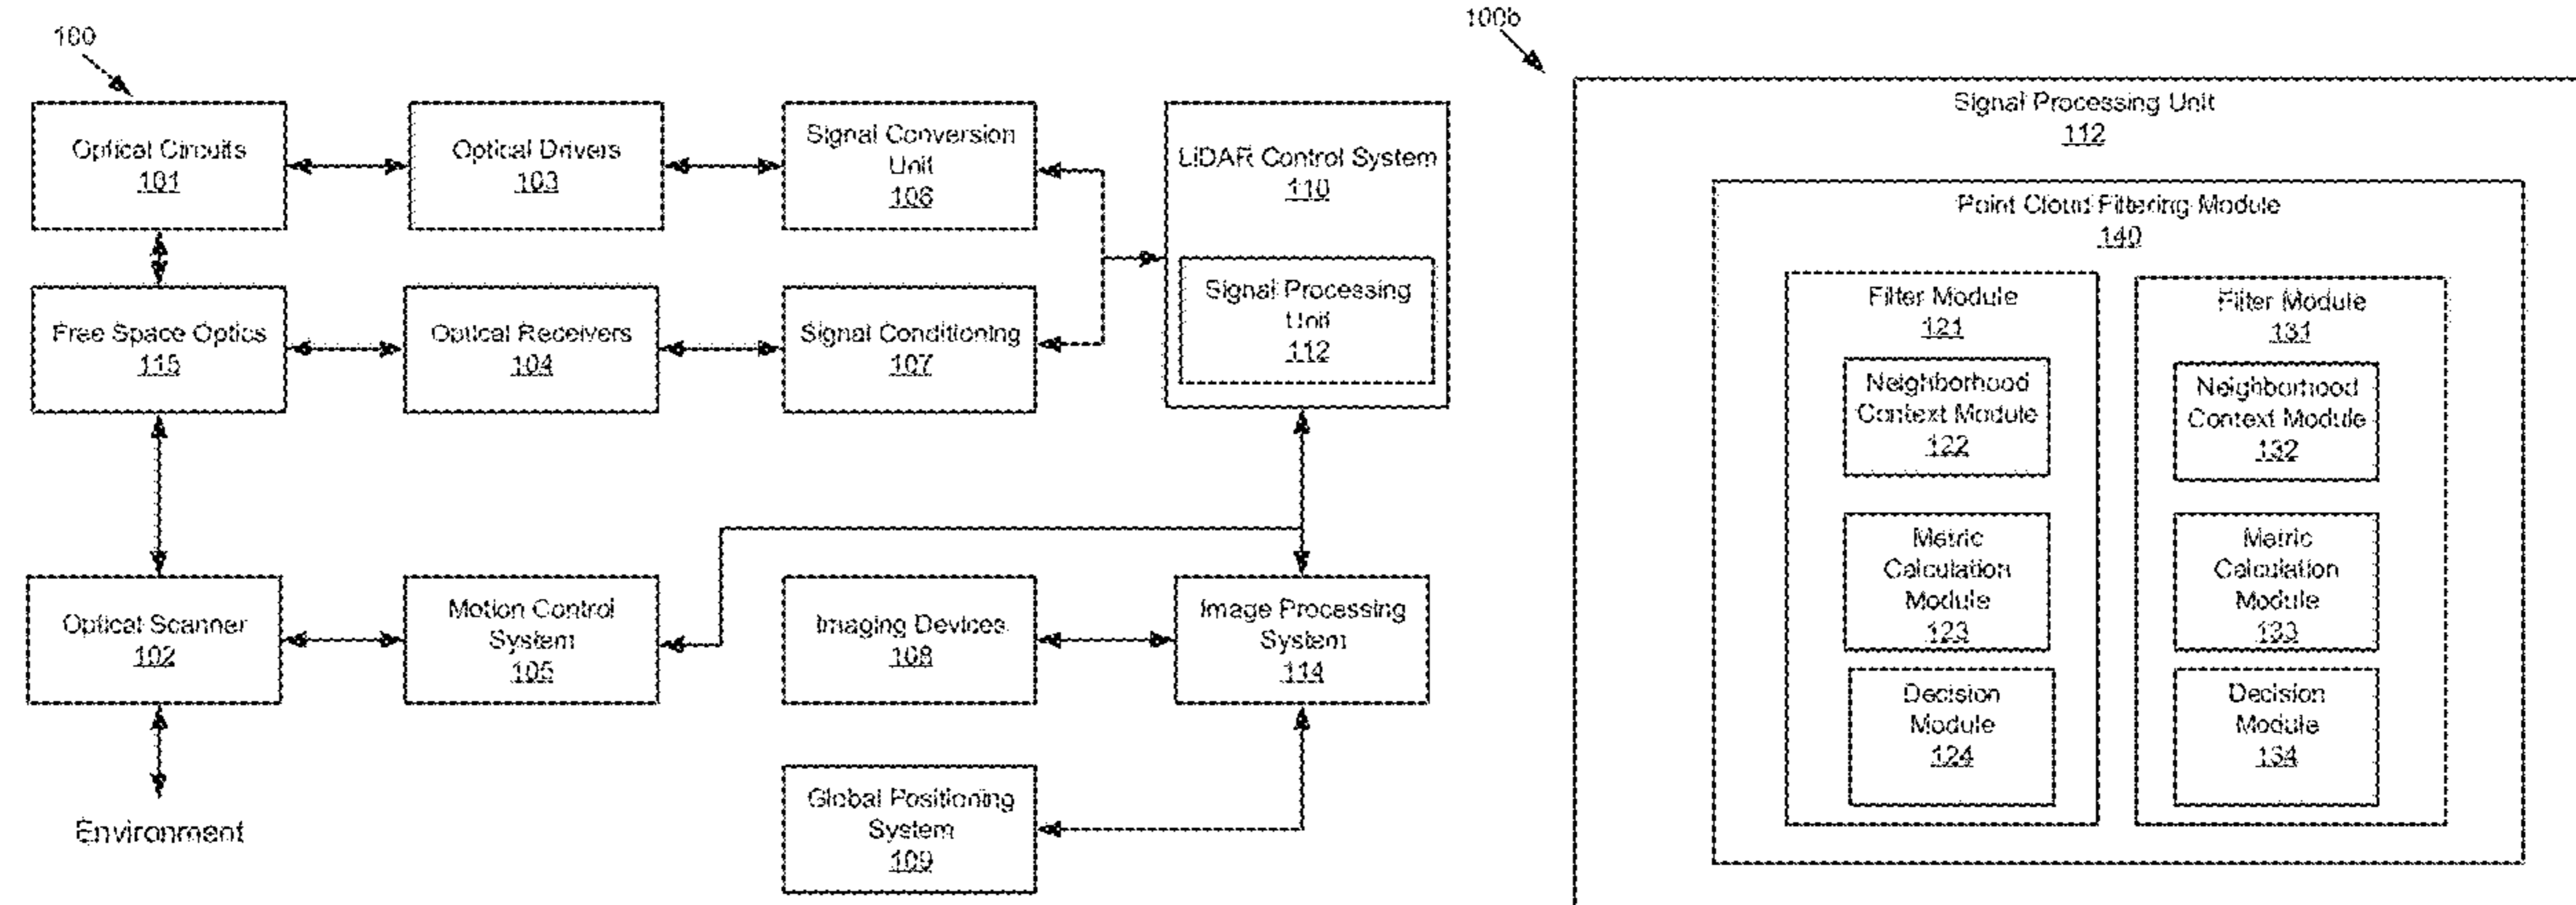 100
Optical Circuits
101
Optical Drivers
103
Signal Conversion
Unit
106
LiDAR Control System
110
Signal Processing
Unit
112
Free Space Optics
115
Optical Receivers
104
Signal Conditioning
107
Optical Scanner
102
Motion Control
System
105
Imaging Devices
108
Image Processing
System
114
Global Positioning
System
109
Environment
100b
Signal Processing Unit
112
Point Cloud Filtering Module
140
Filter Module
121
Neighborhood
Context Module
122
Metric
Calculation
Module
123
Decision
Module
124
Filter Module
131
Neighborhood
Context Module
132
Metric
Calculation
Module
133
Decision
Module
134